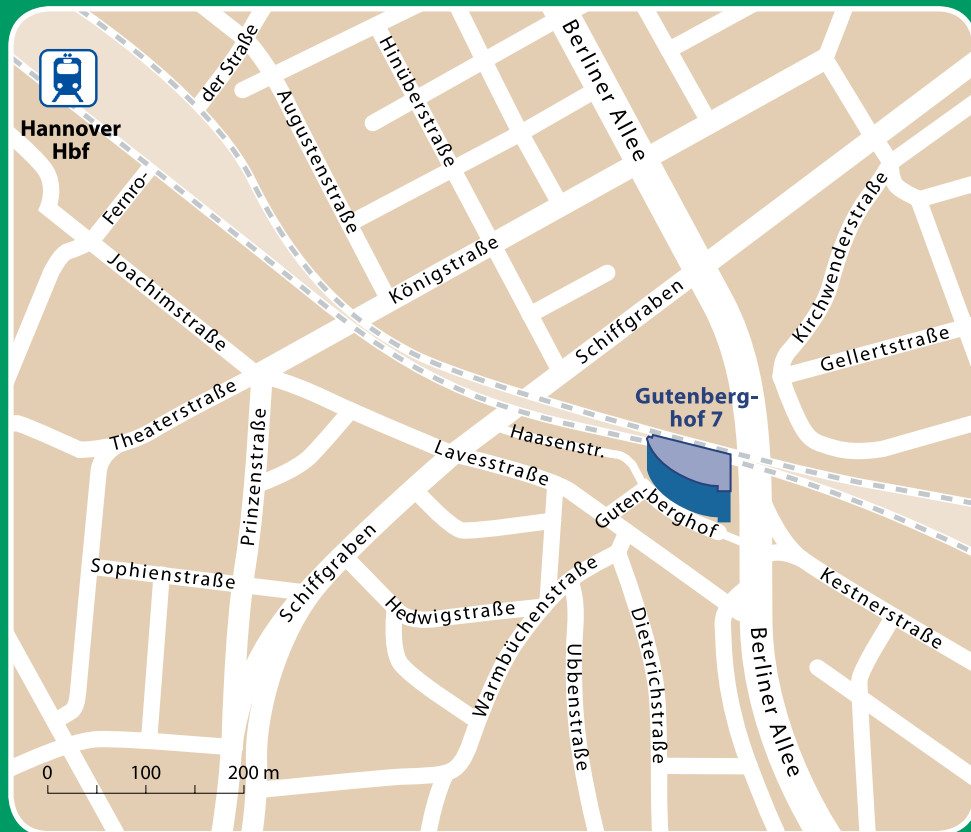 Hannover
Hbf
der Straße
Fernro-
Augustenstraße
Hinüberstraße
Berliner Allee
Königstraße
Joachimstraße
Kirchwenderstraße
Schiffgraben
Gellertstraße
Theaterstraße
Gutenberg-
hof 7
Prinzenstraße
Haasenstr.
Lavesstraße
Guten-
berghof
Sophienstraße
Schiffgraben
Hedwigstraße
Warmbüchenstraße
Kestnerstraße
Ubbenstraße
Dieterichstraße
Berliner Allee
0 100 200 m